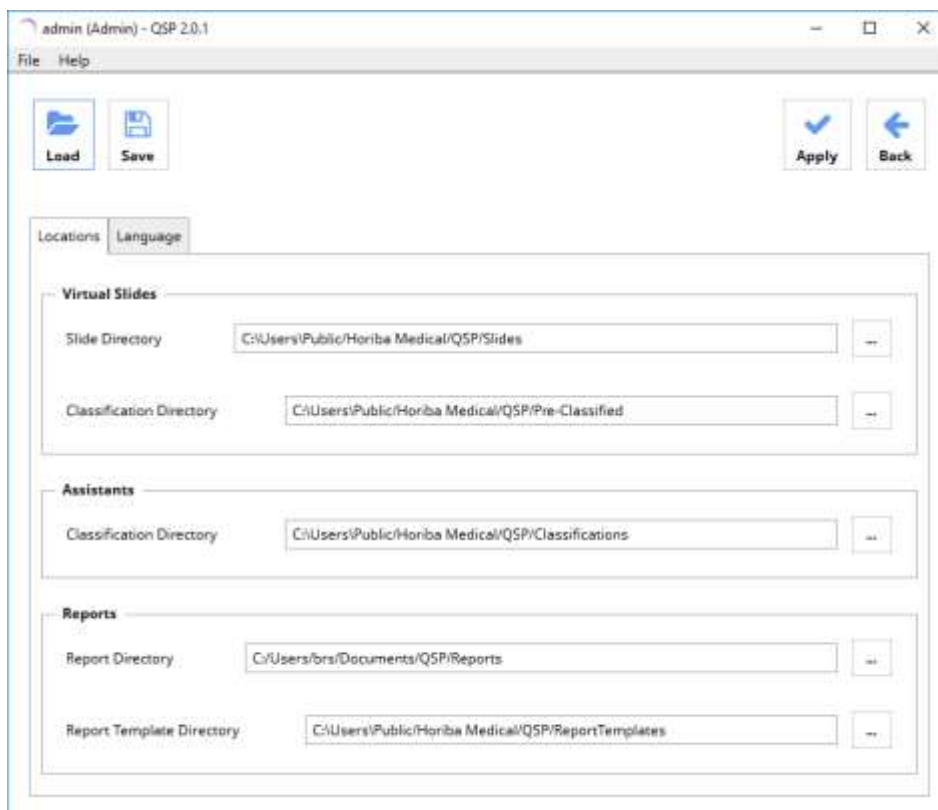 admin (Admin) - QSP 2.0.1
File Help
Load Save Apply Back
Locations Language
Virtual Slides
Slide Directory C:\Users\Public/Horiba Medical/QSP/Slides ...
Classification Directory C:\Users\Public/Horiba Medical/QSP/Pre-Classified ...
Assistants
Classification Directory C:\Users\Public/Horiba Medical/QSP/Classifications ...
Reports
Report Directory C:/Users/brs/Documents/QSP/Reports ...
Report Template Directory C:\Users\Public/Horiba Medical/QSP/ReportTemplates ...